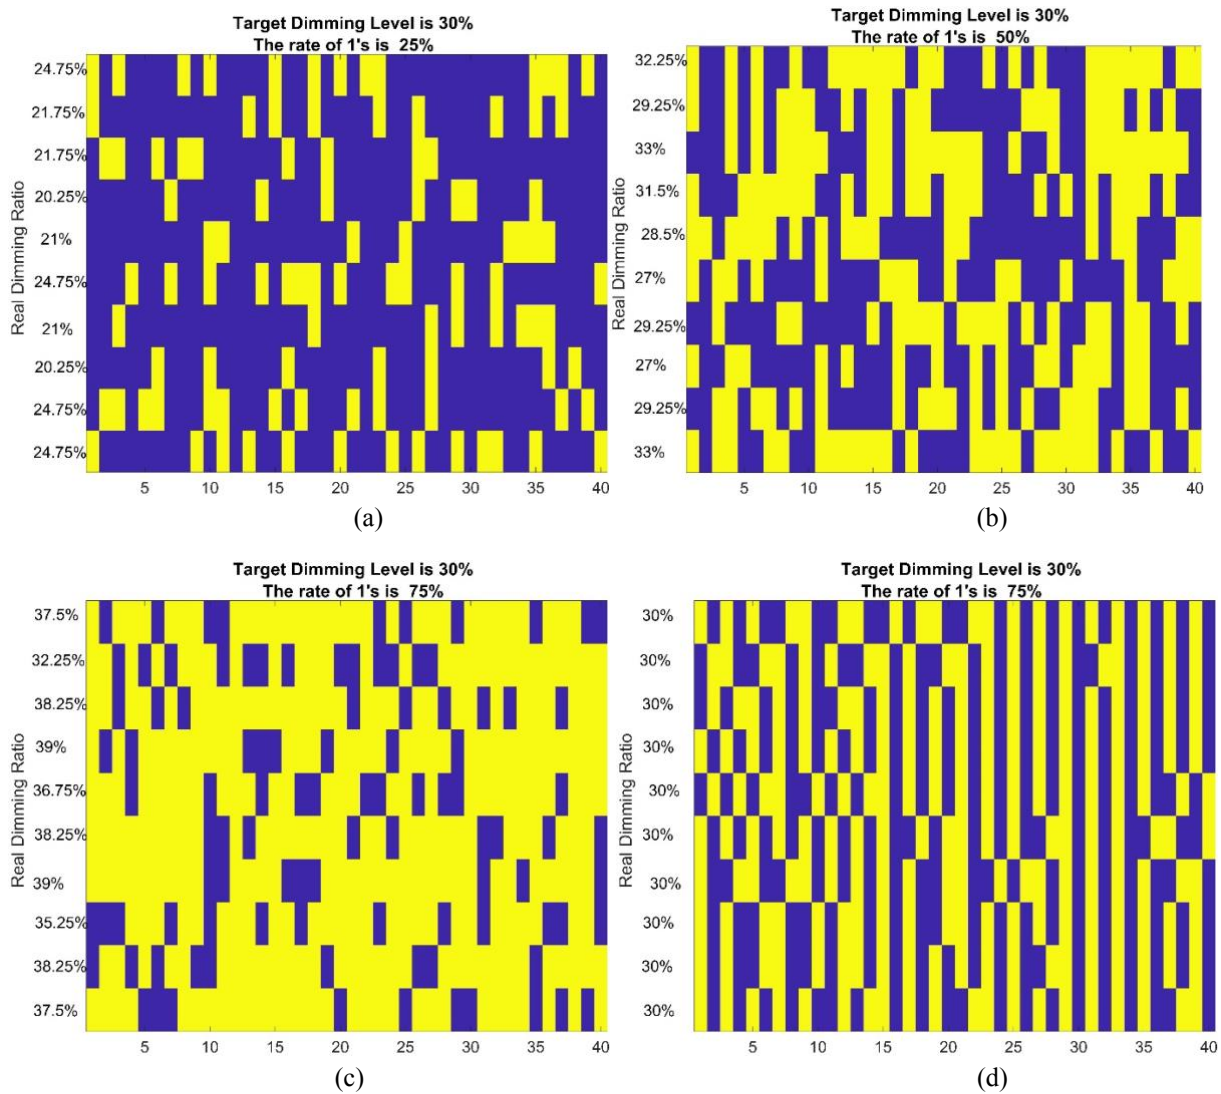 Target Dimming Level is 30%
The rate of 1's is 25%
Real Dimming Ratio
24.75%
21.75%
21.75%
20.25%
21%
24.75%
21%
20.25%
24.75%
24.75%
5 10 15 20 25 30 35 40
(a)
Target Dimming Level is 30%
The rate of 1's is 50%
Real Dimming Ratio
32.25%
29.25%
33%
31.5%
28.5%
27%
29.25%
27%
29.25%
33%
5 10 15 20 25 30 35 40
(b)
Target Dimming Level is 30%
The rate of 1's is 75%
Real Dimming Ratio
37.5%
32.25%
38.25%
39%
36.75%
38.25%
39%
35.25%
38.25%
37.5%
5 10 15 20 25 30 35 40
(c)
Target Dimming Level is 30%
The rate of 1's is 75%
Real Dimming Ratio
30%
30%
30%
30%
30%
30%
30%
30%
30%
30%
5 10 15 20 25 30 35 40
(d)